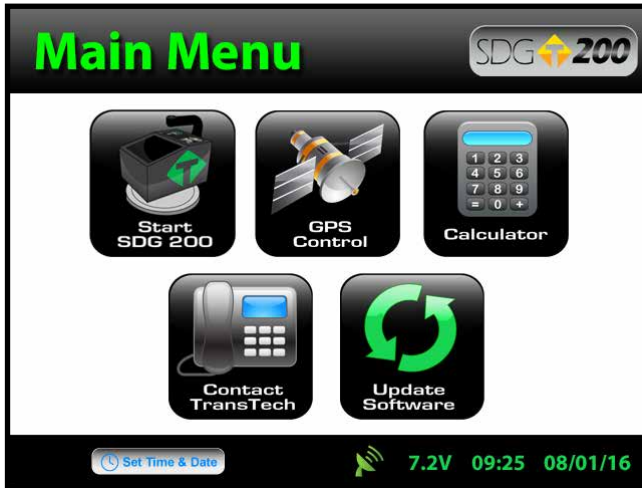 Main Menu
SDG T 200
Start
SDG 200
GPS
Control
1 2 3
4 5 6
7 8 9
= 0 +
Calculator
Contact
TransTech
Update
Software
Set Time & Date
7.2V 09:25 08/01/16